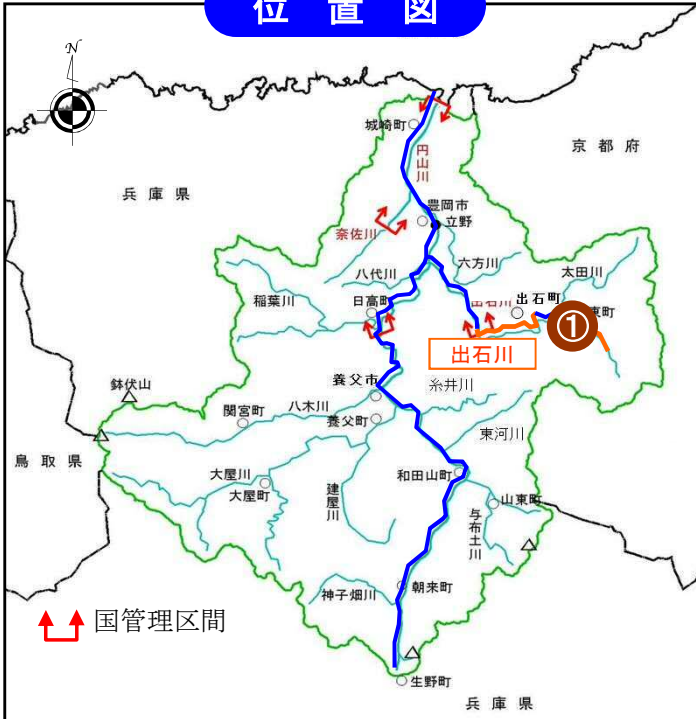 位置図
N
城崎町
京都府
円山川
兵庫県
豊岡市
立野
奈佐川
六方川
八代川
太田川
稲葉川
日高町
出石川
出石町
東町
①
出石川
鉢伏山
養父市
糸井川
関宮町
八木川
養父町
東河川
鳥取県
大屋川
大屋町
建屋川
和田山町
山東町
与布土川
神子畑川
朝来町
国管理区間
生野町
兵庫県